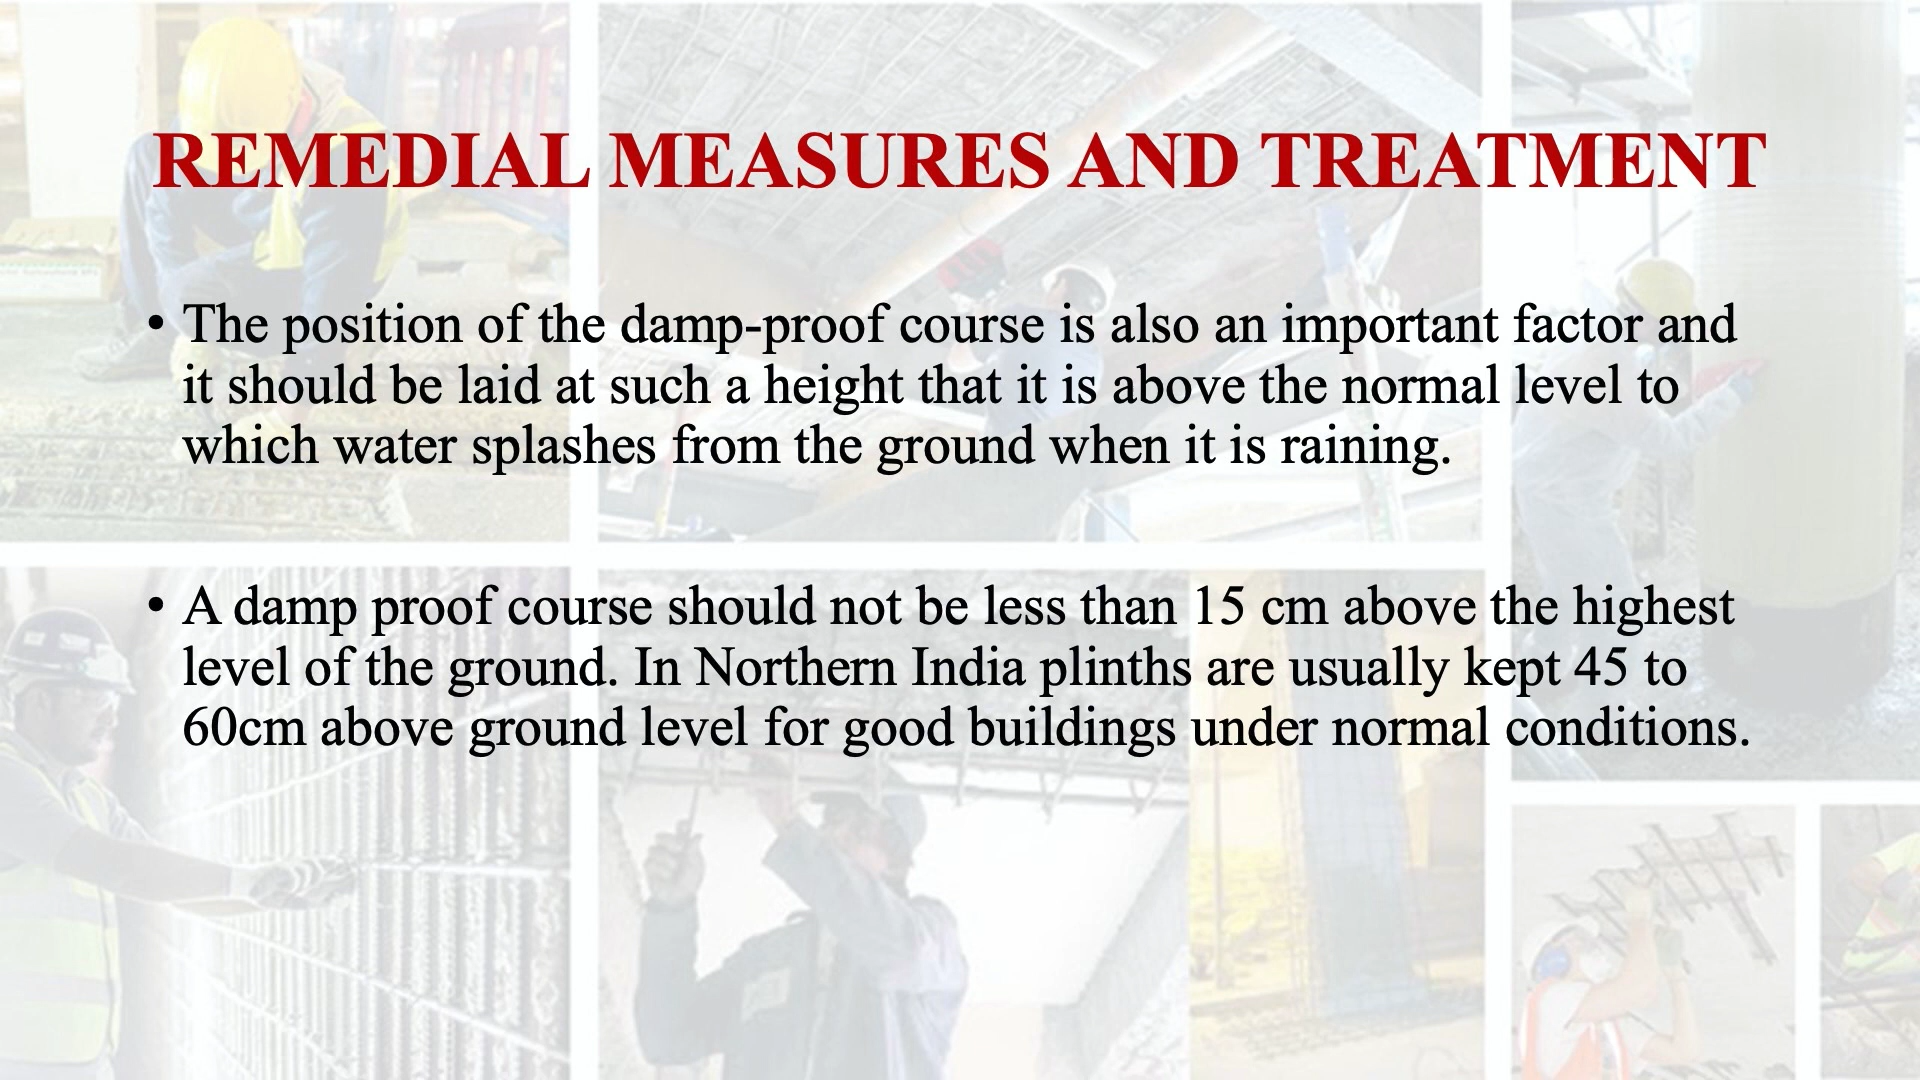 REMEDIAL MEASURES AND TREATMENT
• The position of the damp-proof course is also an important factor and
it should be laid at such a height that it is above the normal level to
which water splashes from the ground when it is raining.
• A damp proof course should not be less than 15 cm above the highest
level of the ground. In Northern India plinths are usually kept 45 to
60cm above ground level for good buildings under normal conditions.